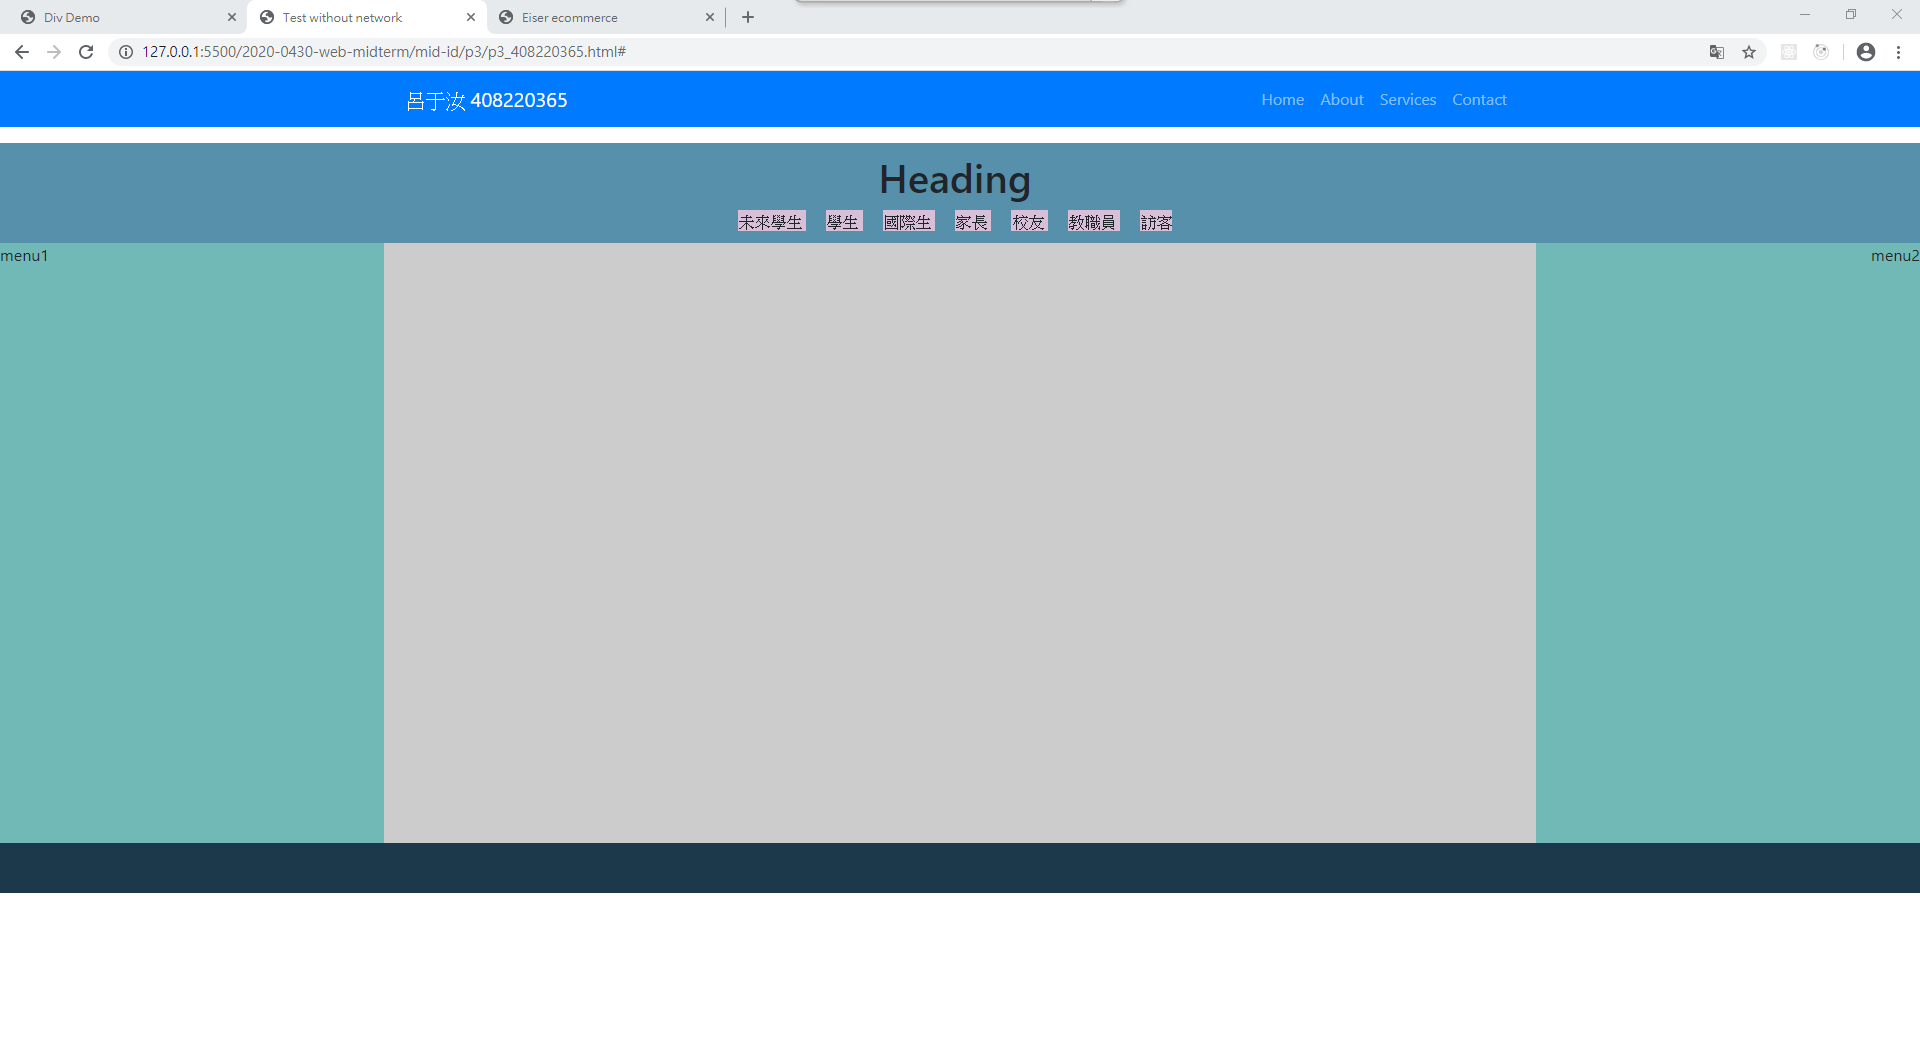 Div Demo
Test without network
Eiser ecommerce
127.0.0.1:5500/2020-0430-web-midterm/mid-id/p3/p3_408220365.html#
呂于汝 408220365
Home About Services Contact
Heading
未來學生 學生 國際生 家長 校友 教職員 訪客
menu1
menu2